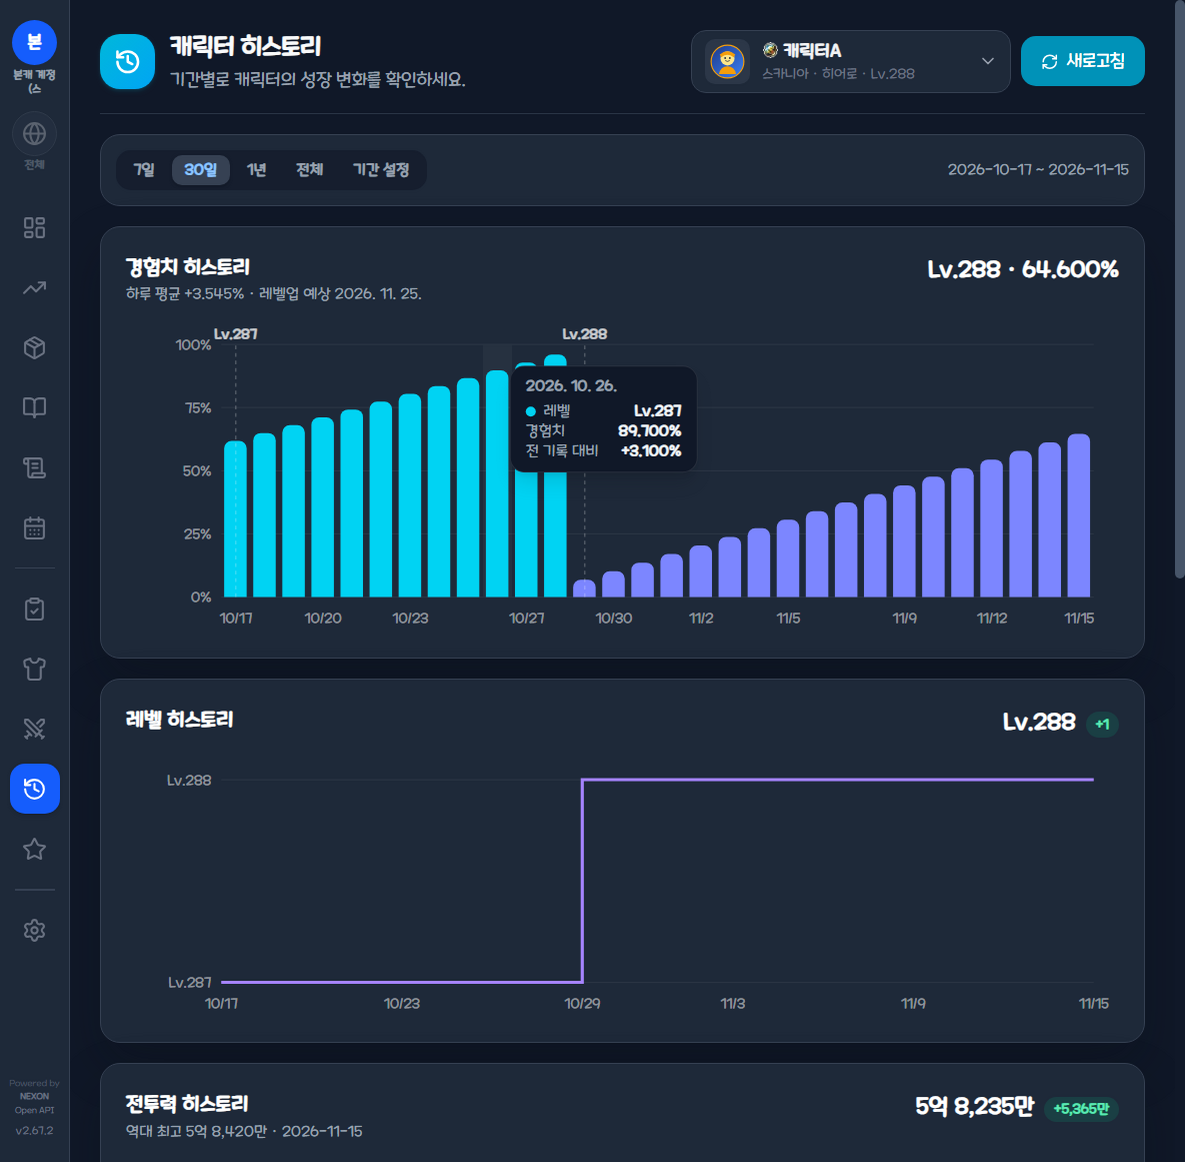 본
본캐 계정
(스
전체
Powered by
NEXON
Open API
v2.67.2
캐릭터 히스토리
기간별로 캐릭터의 성장 변화를 확인하세요.
캐릭터A
스카니아 · 히어로 · Lv.288
새로고침
7일 30일 1년 전체 기간 설정
2026-10-17 ~ 2026-11-15
경험치 히스토리
Lv.288 · 64.600%
하루 평균 +3.545% · 레벨업 예상 2026. 11. 25.
Lv.287 Lv.288
100%
75%
50%
25%
0%
2026. 10. 26.
레벨 Lv.287
경험치 89.700%
전 기록 대비 +3.100%
10/17 10/20 10/23 10/27 10/30 11/2 11/5 11/9 11/12 11/15
레벨 히스토리
Lv.288 +1
Lv.288
Lv.287
10/17 10/23 10/29 11/3 11/9 11/15
전투력 히스토리
5억 8,235만 +5,365만
역대 최고 5억 8,420만 · 2026-11-15